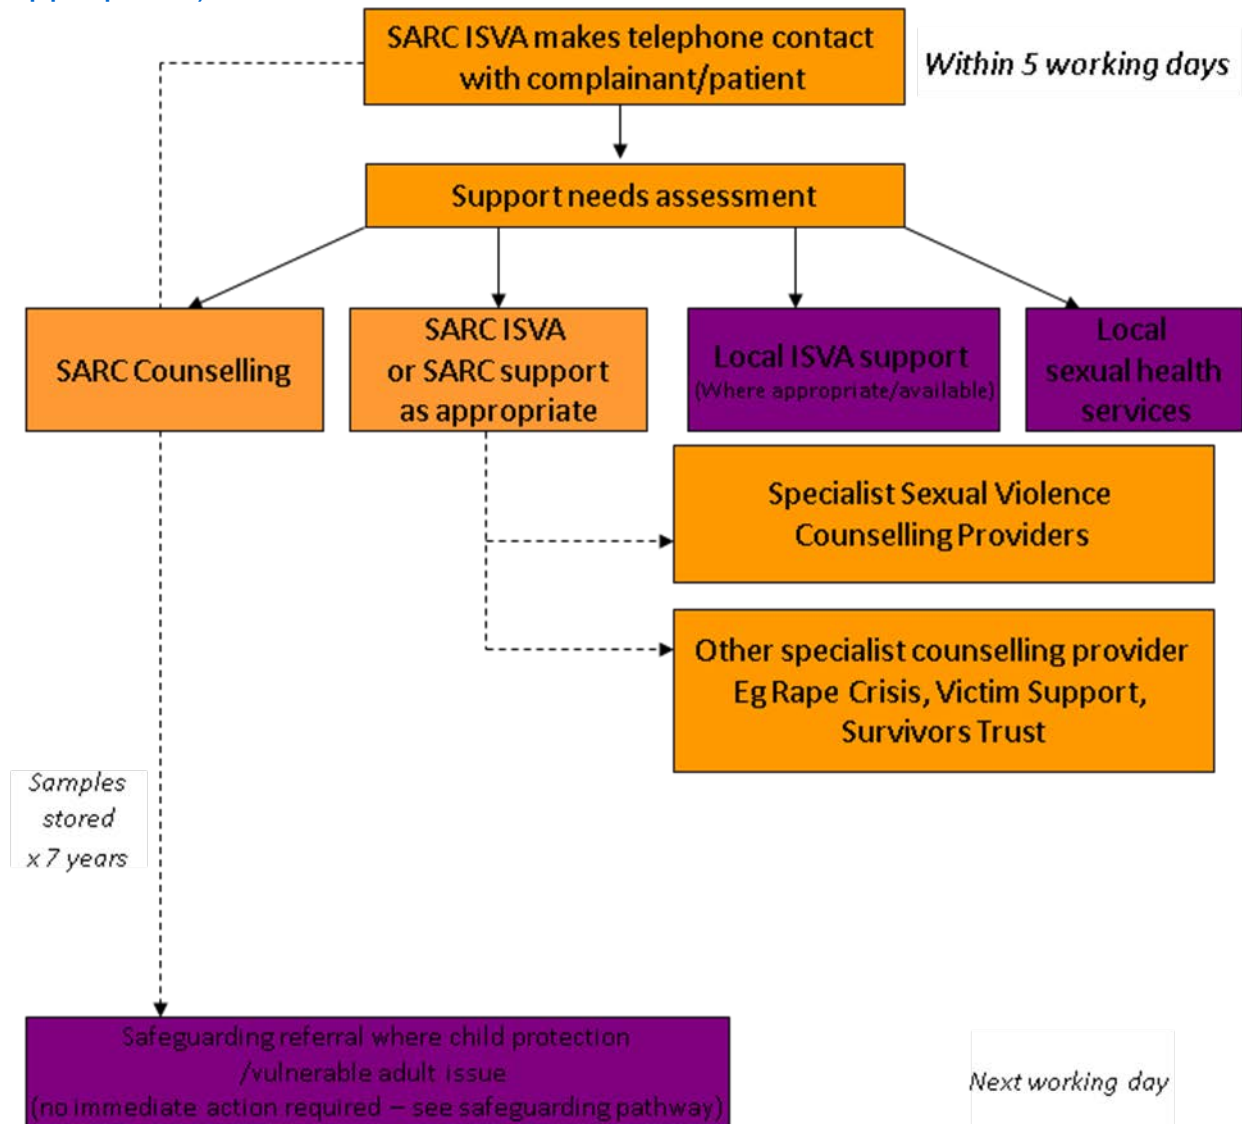 SARC ISVA makes telephone contact
with complainant/patient
Within 5 working days
Support needs assessment
SARC Counselling
SARC ISVA
or SARC support
as appropriate
Local ISVA support
(Where appropriate/available)
Local
sexual health
services
Specialist Sexual Violence
Counselling Providers
Other specialist counselling provider
Eg Rape Crisis, Victim Support,
Survivors Trust
Samples
stored
x 7 years
Safeguarding referral where child protection
/vulnerable adult issue
(no immediate action required – see safeguarding pathway)
Next working day